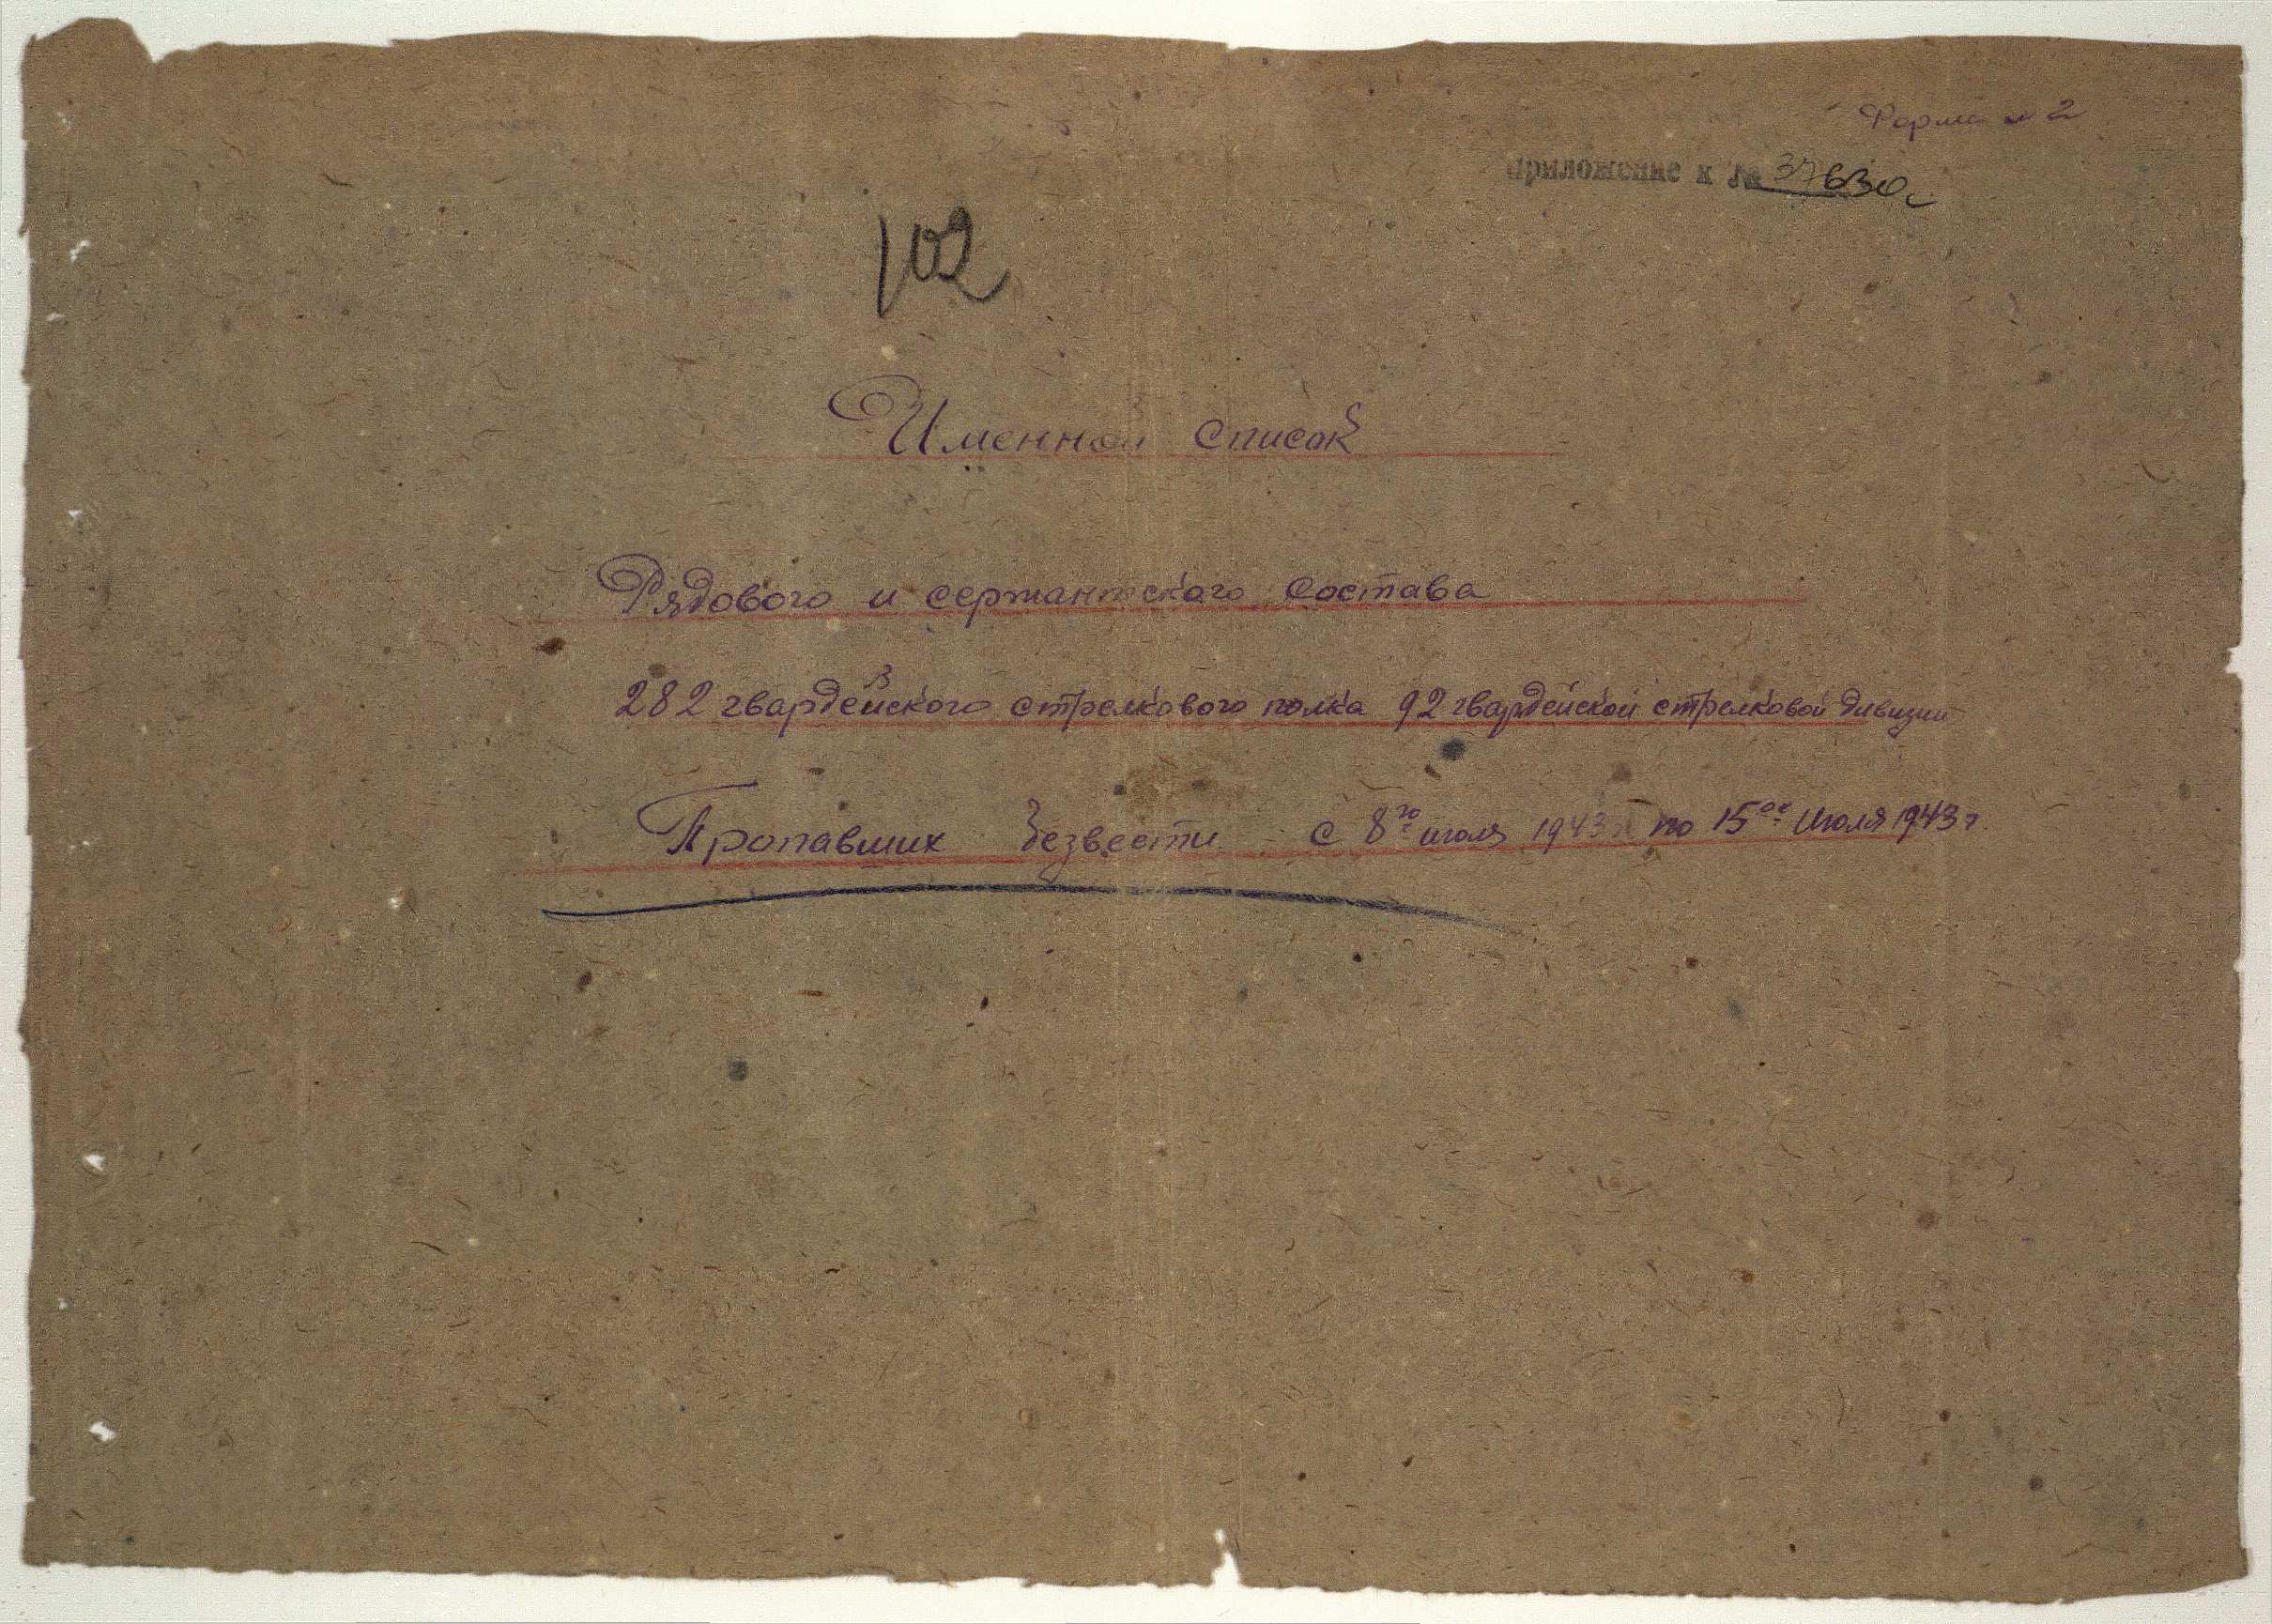 Форма № 2
Приложение к № 37630с
102
Именной список
Рядового и сержантского состава
282 гвардейского стрелкового полка 92 гвардейской стрелковой дивизии
Пропавших безвести с 8го июля 1943 по 15ое июля 1943 г.